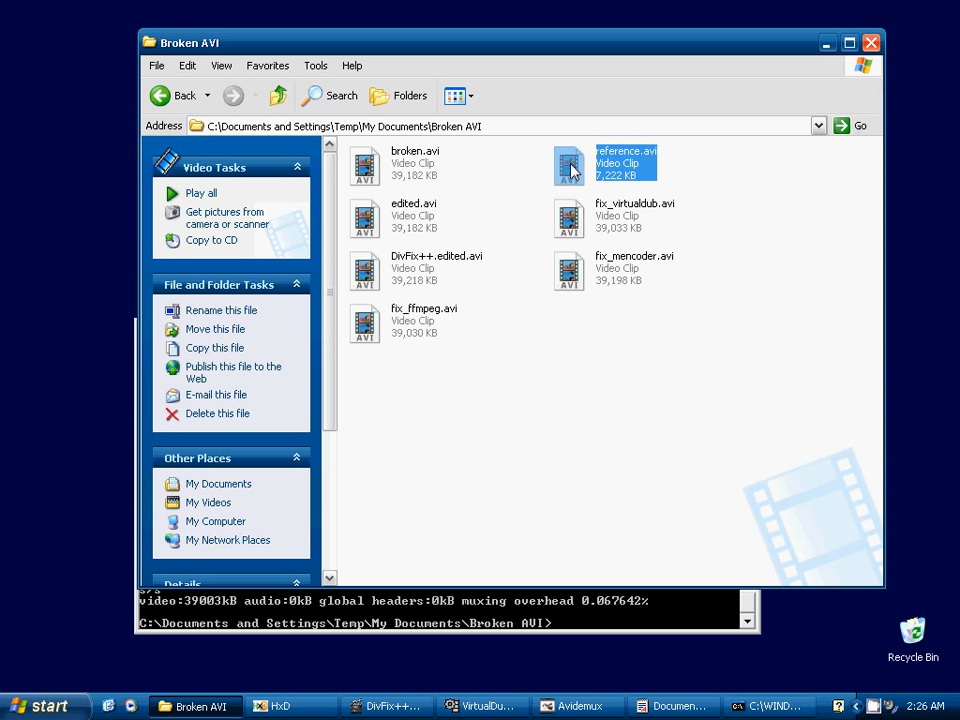 Broken AVI
File Edit View Favorites Tools Help
Back Search Folders
Address C:\Documents and Settings\Temp\My Documents\Broken AVI Go
Video Tasks
Play all
Get pictures from
camera or scanner
Copy to CD
File and Folder Tasks
Rename this file
Move this file
Copy this file
Publish this file to the
Web
E-mail this file
Delete this file
Other Places
My Documents
My Videos
My Computer
My Network Places
Details
broken.avi
Video Clip
39,182 KB
AVI
reference.avi
Video Clip
7,222 KB
AVI
edited.avi
Video Clip
39,182 KB
AVI
fix_virtualdub.avi
Video Clip
39,033 KB
AVI
DivFix++.edited.avi
Video Clip
39,218 KB
AVI
fix_mencoder.avi
Video Clip
39,198 KB
AVI
fix_ffmpeg.avi
Video Clip
39,030 KB
AVI
s/s
video:39003kB audio:0kB global headers:0kB muxing overhead 0.067642%
C:\Documents and Settings\Temp\My Documents\Broken AVI>
Recycle Bin
start Broken AVI HxD DivFix++... VirtualDu... Avidemux Documen... C:\WIND... 2:26 AM